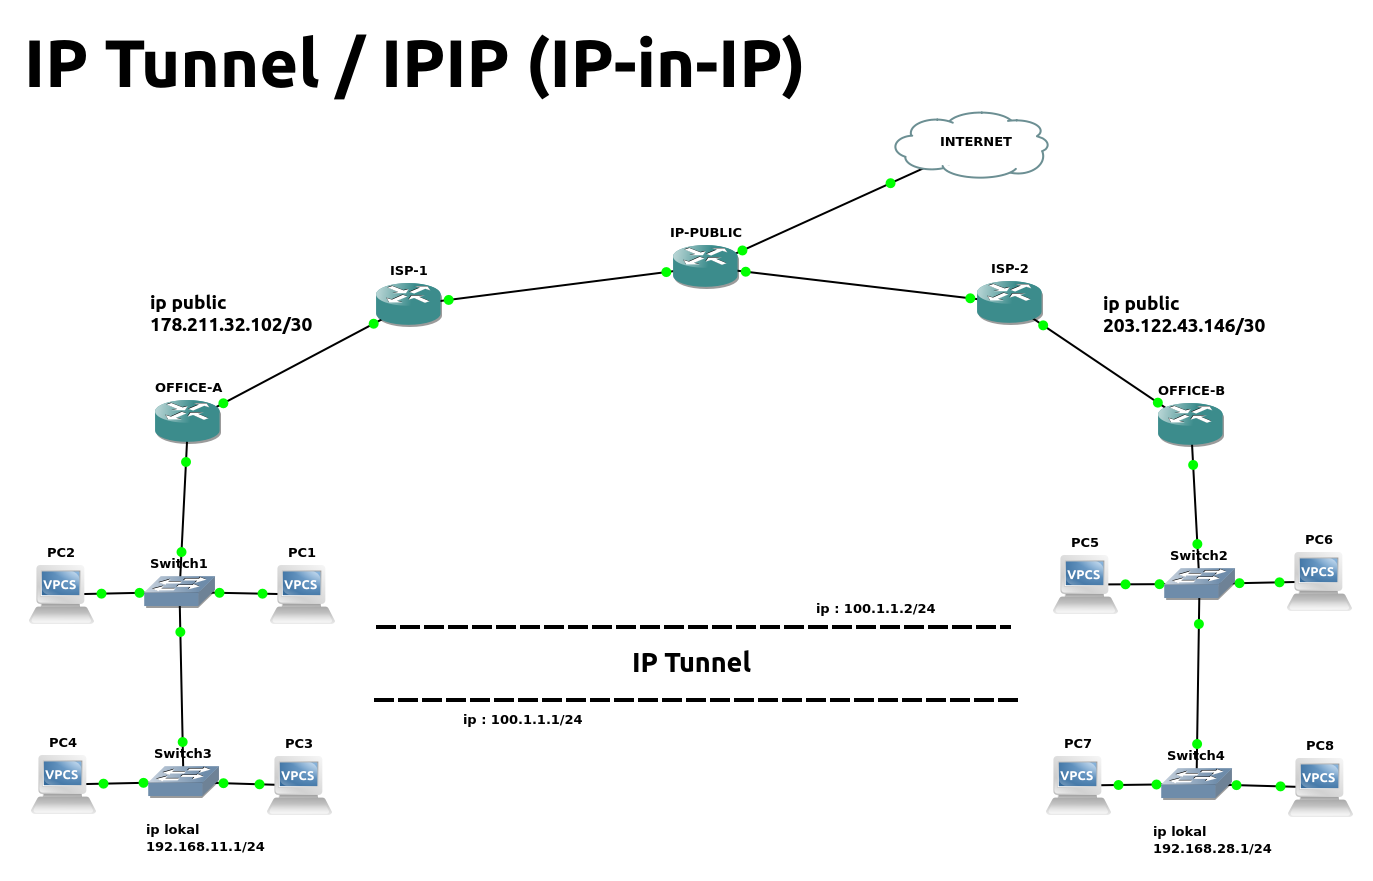 IP Tunnel / IPIP (IP-in-IP)
INTERNET
IP-PUBLIC
ISP-1
ISP-2
ip public
178.211.32.102/30
ip public
203.122.43.146/30
OFFICE-A
OFFICE-B
PC2
Switch1
PC1
VPCS
VPCS
PC5
Switch2
PC6
VPCS
VPCS
ip : 100.1.1.2/24
IP Tunnel
ip : 100.1.1.1/24
PC4
Switch3
PC3
VPCS
VPCS
PC7
Switch4
PC8
VPCS
VPCS
ip lokal
192.168.11.1/24
ip lokal
192.168.28.1/24